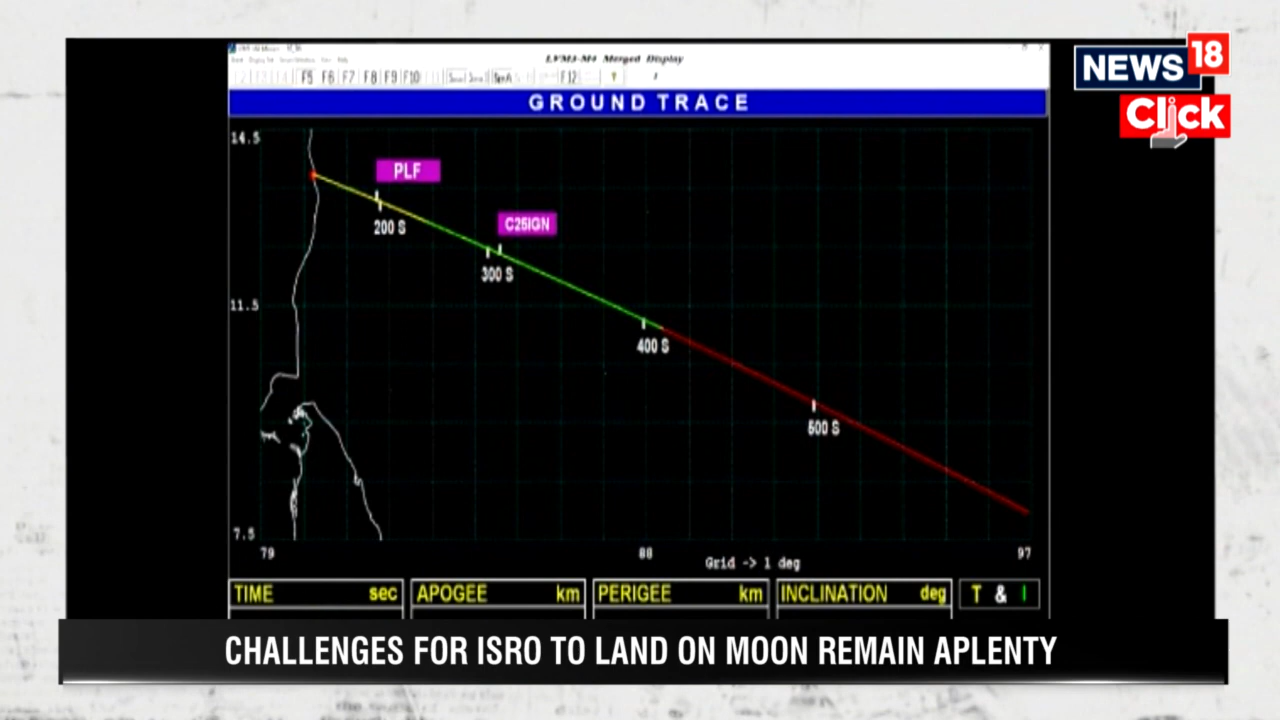 LVM3-M4 Merged Display
F5 F6 F7 F8 F9 F10
F12
GROUND TRACE
NEWS 18
Click
14.5
PLF
200 S
C25IGN
300 S
11.5
400 S
500 S
7.5
79
88
97
Grid -> 1 deg
TIME sec
APOGEE km
PERIGEE km
INCLINATION deg
T & I
CHALLENGES FOR ISRO TO LAND ON MOON REMAIN APLENTY